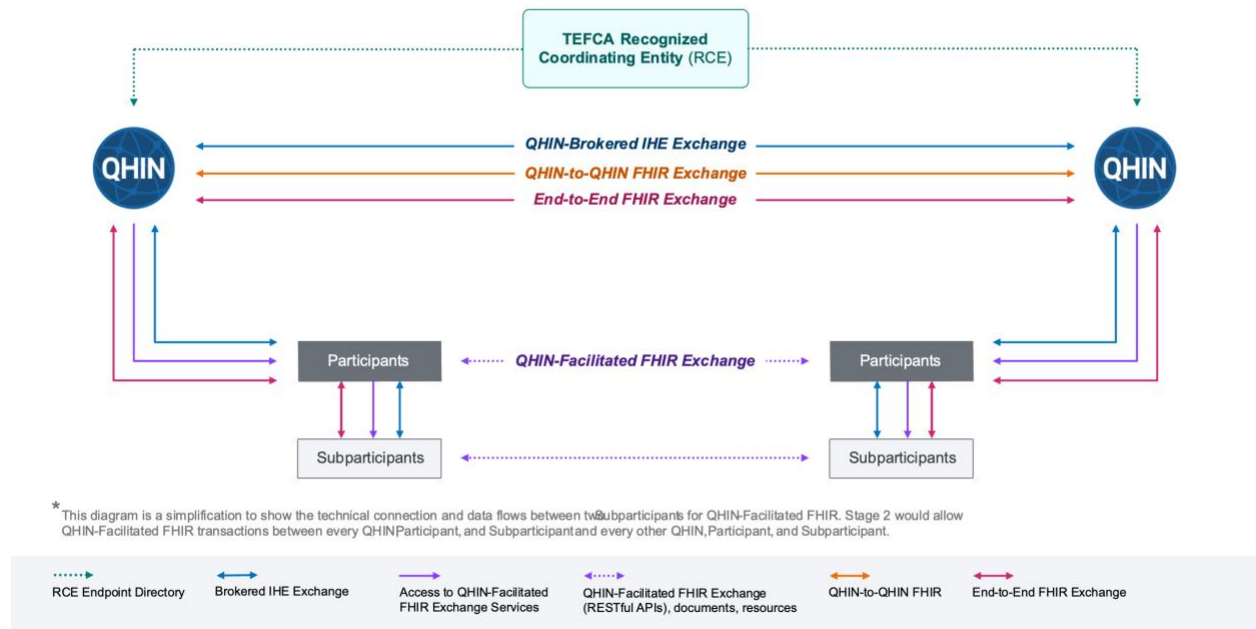 TEFCA Recognized
Coordinating Entity (RCE)
QHIN
QHIN-Brokered IHE Exchange
QHIN-to-QHIN FHIR Exchange
End-to-End FHIR Exchange
QHIN
Participants
QHIN-Facilitated FHIR Exchange
Participants
Subparticipants
Subparticipants
* This diagram is a simplification to show the technical connection and data flows between two Subparticipants for QHIN-Facilitated FHIR. Stage 2 would allow
QHIN-Facilitated FHIR transactions between every QHIN, Participant, and Subparticipant and every other QHIN, Participant, and Subparticipant.
RCE Endpoint Directory
Brokered IHE Exchange
Access to QHIN-Facilitated
FHIR Exchange Services
QHIN-Facilitated FHIR Exchange
(RESTful APIs), documents, resources
QHIN-to-QHIN FHIR
End-to-End FHIR Exchange